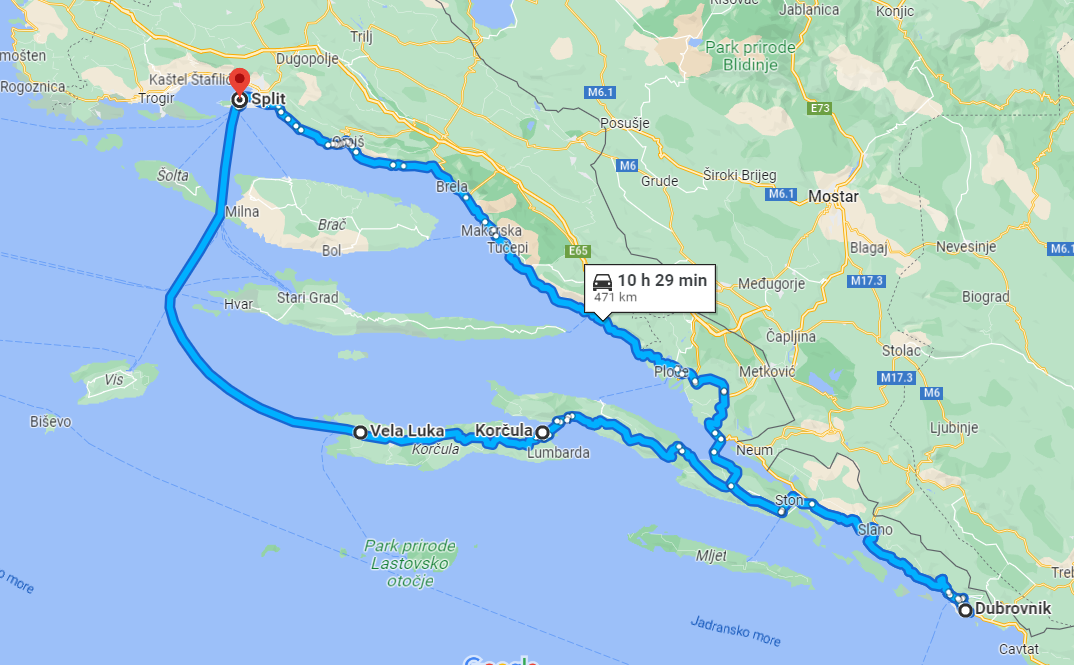 Risovac
Jablanica
Konjic
Trilj
Dugopolje
Park prirode
Blidinje
mošten
Rogoznica
Kaštel Štafilić
Trogir
Split
M6.1
E73
Posušje
Omiš
M6
Široki Brijeg
Grude
M6.1
Mostar
Šolta
Brela
Milna
Brač
Makarska
Tučepi
Bol
E65
Blagaj
Nevesinje
M6.1
10 h 29 min
471 km
Međugorje
M17.3
Biograd
Hvar
Stari Grad
Čapljina
Stolac
Vis
Ploče
Metković
M17.3
M6
Biševo
Vela Luka
Korčula
Korčula
Lumbarda
Neum
Ljubinje
Ston
Slano
Park prirode
Lastovsko
otočje
Mljet
o more
Treb
Dubrovnik
Jadransko more
Cavtat
Google